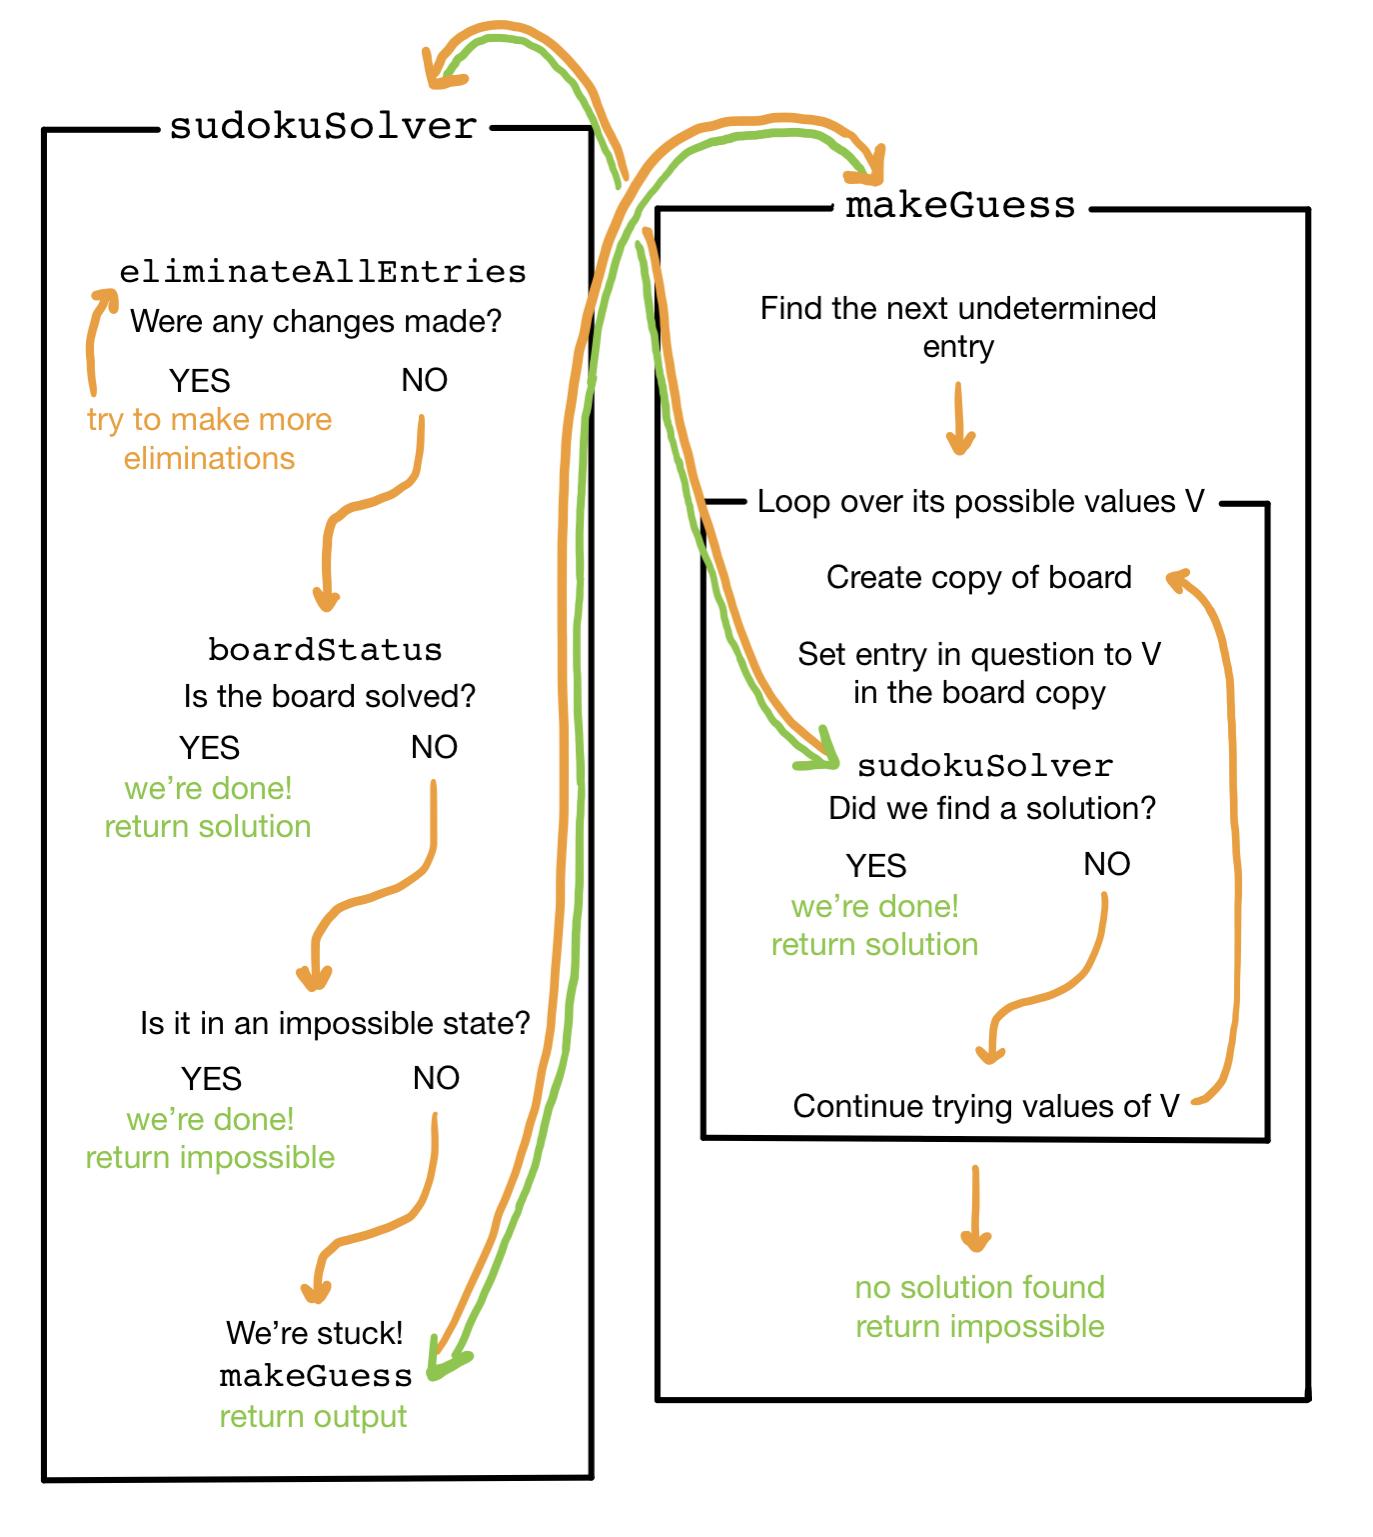 sudokuSolver
eliminateAllEntries
Were any changes made?
YES
NO
try to make more
eliminations
boardStatus
Is the board solved?
YES
NO
we're done!
return solution
Is it in an impossible state?
YES
NO
we're done!
return impossible
We're stuck!
makeGuess
return output
makeGuess
Find the next undetermined
entry
Loop over its possible values V
Create copy of board
Set entry in question to V
in the board copy
sudokuSolver
Did we find a solution?
YES
NO
we're done!
return solution
Continue trying values of V
no solution found
return impossible